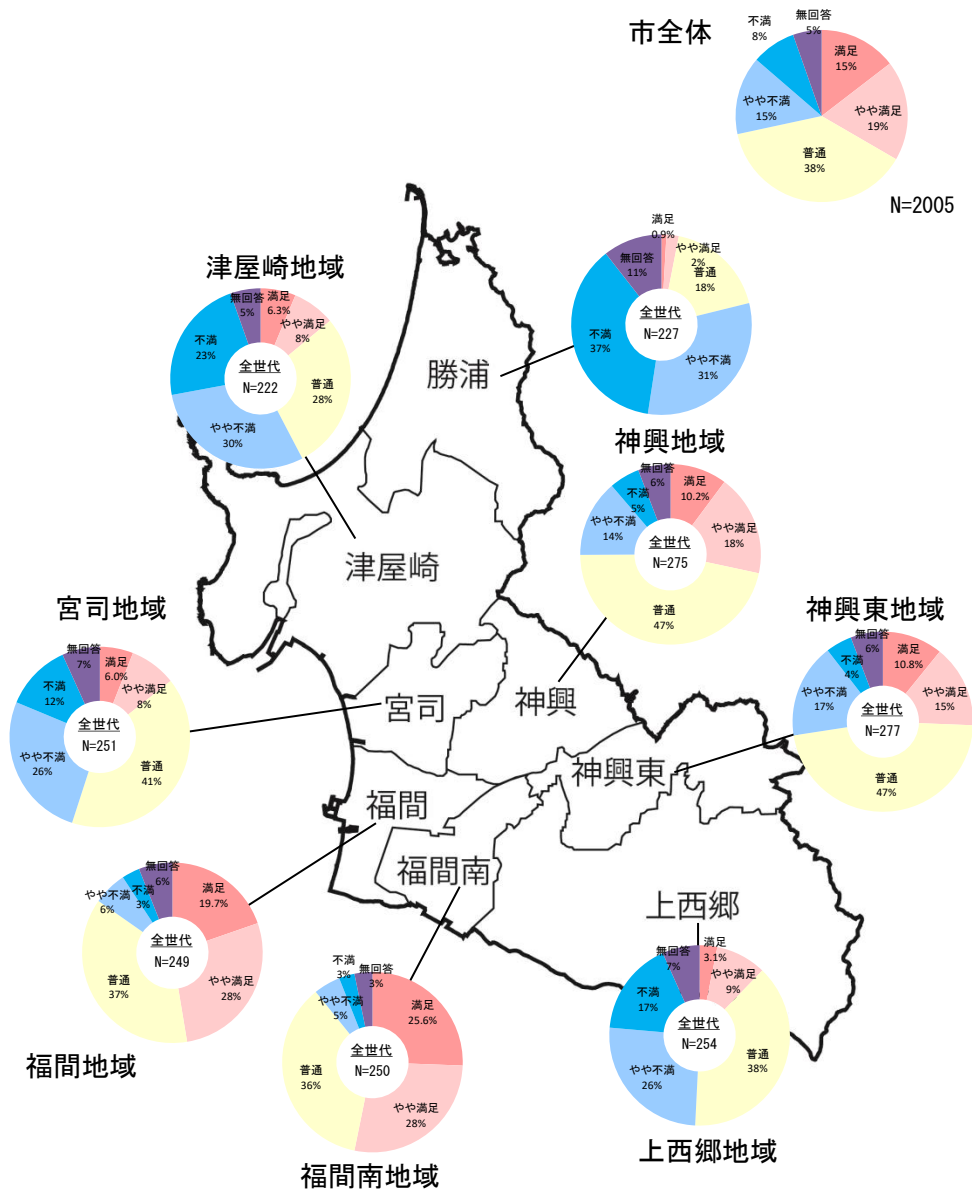 市全体
無回答
5%
不満
8%
満足
15%
やや不満
15%
やや満足
19%
普通
38%
N=2005
満足
0.9%
やや満足
2%
普通
18%
無回答
11%
不満
37%
やや不満
31%
全世代
N=227
津屋崎地域
無回答
5%
満足
6.3%
やや満足
8%
不満
23%
普通
28%
やや不満
30%
全世代
N=222
勝浦
神興地域
無回答
6%
満足
10.2%
不満
5%
やや不満
14%
やや満足
18%
普通
47%
全世代
N=275
津屋崎
宮司地域
無回答
7%
満足
6.0%
やや満足
8%
不満
12%
やや不満
26%
普通
41%
全世代
N=251
神興東地域
無回答
6%
満足
10.8%
不満
4%
やや不満
17%
やや満足
15%
普通
47%
全世代
N=277
宮司
神興
神興東
福間
福間南
上西郷
無回答
6%
不満
3%
やや不満
6%
満足
19.7%
普通
37%
やや満足
28%
全世代
N=249
福間地域
不満
3%
無回答
3%
やや不満
5%
満足
25.6%
普通
36%
やや満足
28%
全世代
N=250
福間南地域
無回答
7%
満足
3.1%
やや満足
9%
不満
17%
やや不満
26%
普通
38%
全世代
N=254
上西郷地域